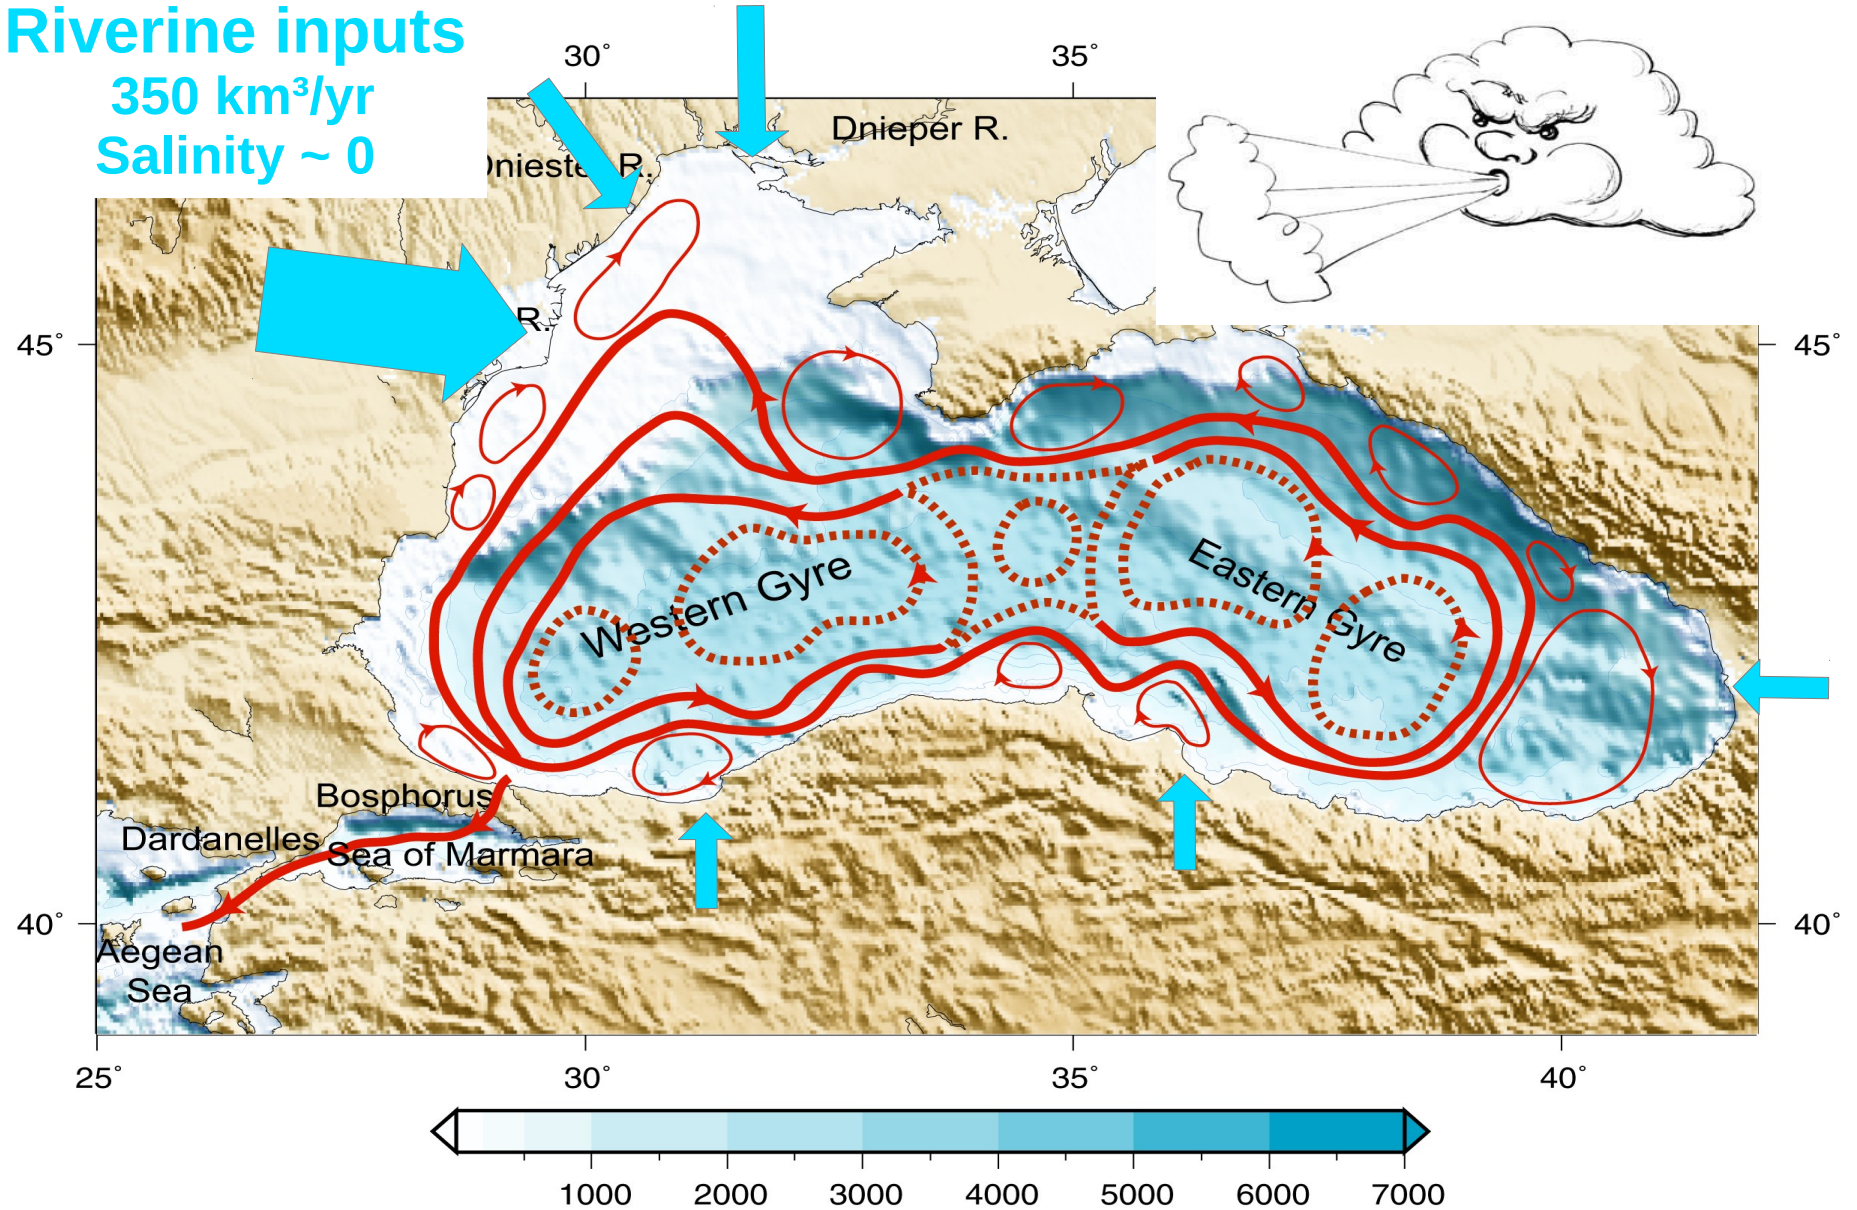 Riverine inputs
350 km³/yr
Salinity ~ 0
30° 35°
Dnieper R.
R.
R.
45° 45°
Western Gyre
Eastern Gyre
Bosphorus
Dardanelles
Sea of Marmara
40° 40°
Aegean
Sea
25° 30° 35° 40°
1000 2000 3000 4000 5000 6000 7000